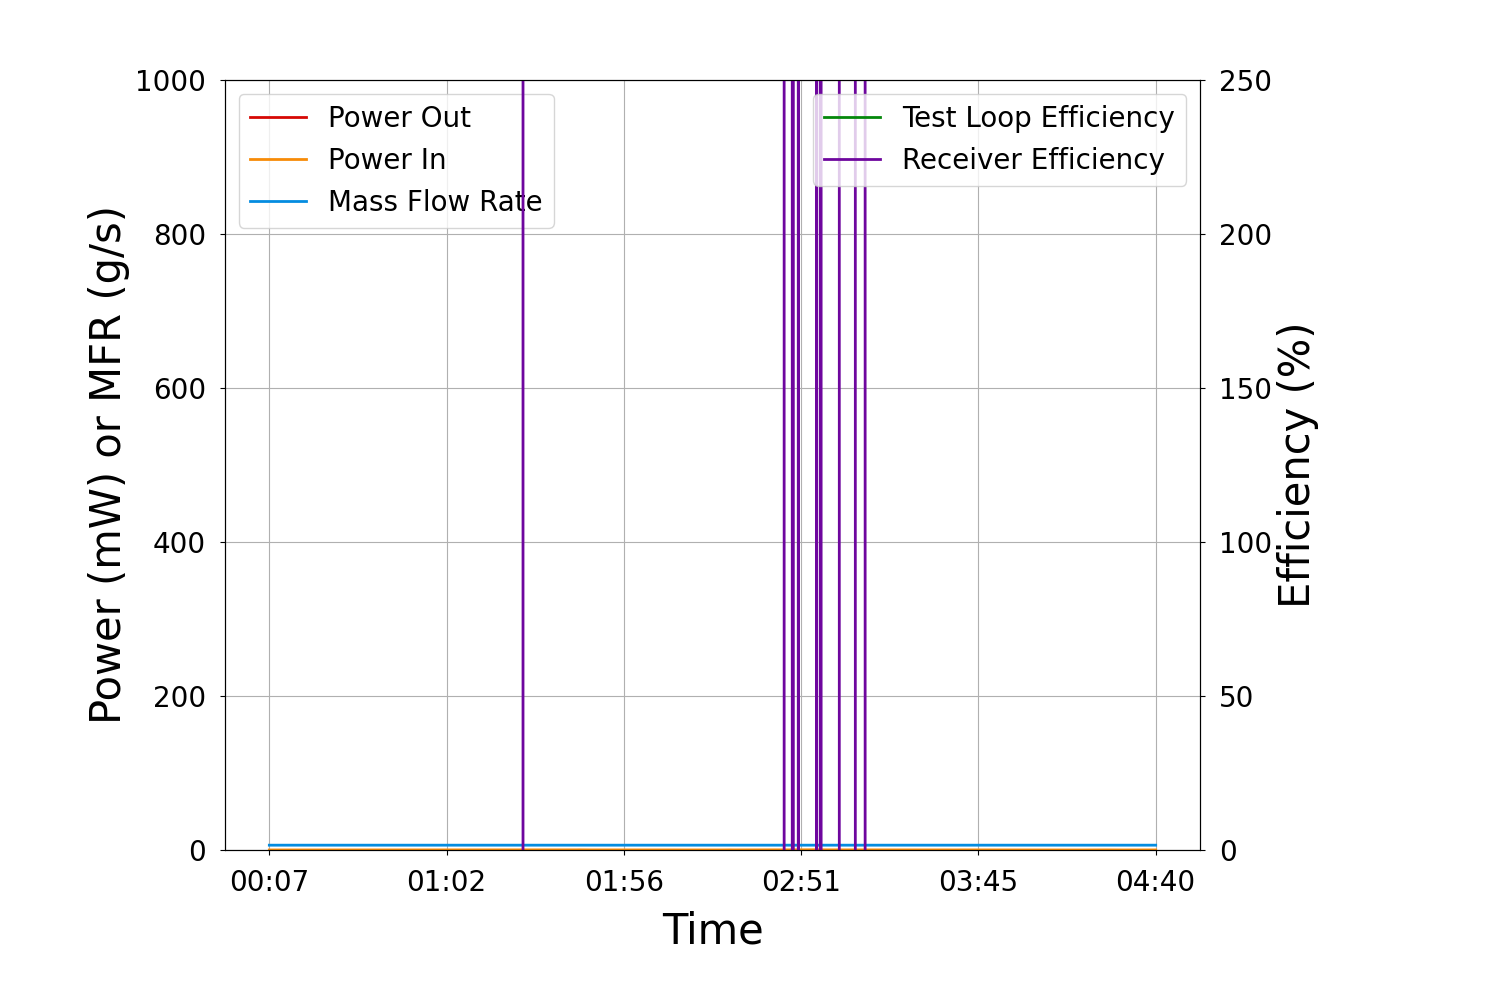 1000
800
600
400
200
0
Power (mW) or MFR (g/s)
Power Out
Power In
Mass Flow Rate
Test Loop Efficiency
Receiver Efficiency
250
200
150
100
50
0
Efficiency (%)
00:07 01:02 01:56 02:51 03:45 04:40
Time